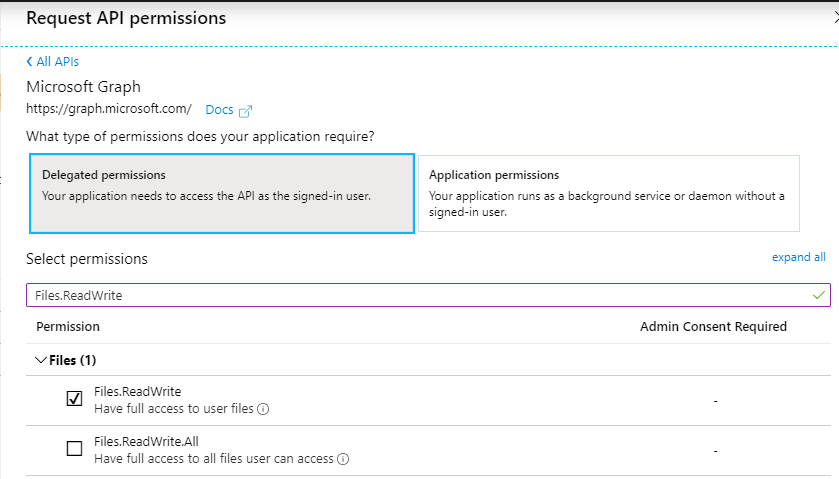 Request API permissions
All APIs
Microsoft Graph
https://graph.microsoft.com/ Docs
What type of permissions does your application require?
Delegated permissions
Your application needs to access the API as the signed-in user.
Application permissions
Your application runs as a background service or daemon without a
signed-in user.
Select permissions
expand all
Files.ReadWrite
Permission Admin Consent Required
Files (1)
Files.ReadWrite
Have full access to user files
-
Files.ReadWrite.All
Have full access to all files user can access
-